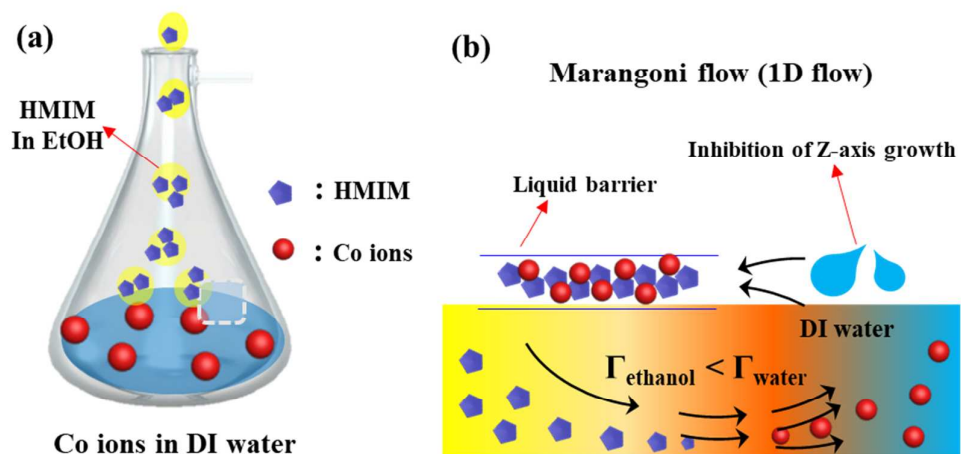 (a)
HMIM
In EtOH
: HMIM
: Co ions
Co ions in DI water
(b)
Marangoni flow (1D flow)
Inhibition of Z-axis growth
Liquid barrier
DI water
Γethanol < Γwater